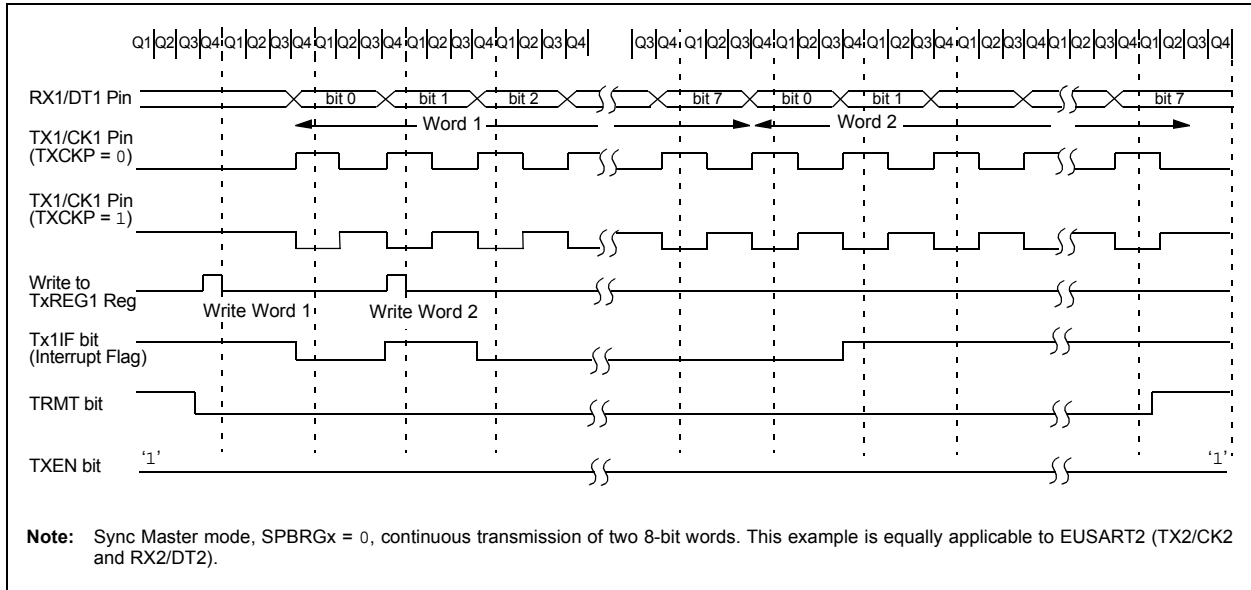 Q1 Q2 Q3 Q4 Q1 Q2 Q3 Q4 Q1 Q2 Q3 Q4 Q1 Q2 Q3 Q4 Q1 Q2 Q3 Q4 Q3 Q4 Q1 Q2 Q3 Q4 Q1 Q2 Q3 Q4 Q1 Q2 Q3 Q4 Q1 Q2 Q3 Q4 Q1 Q2 Q3 Q4 Q1 Q2 Q3 Q4
RX1/DT1 Pin bit 0 bit 1 bit 2 bit 7 bit 0 bit 1 bit 7
Word 1 Word 2
TX1/CK1 Pin
(TXCKP = 0)
TX1/CK1 Pin
(TXCKP = 1)
Write to
TxREG1 Reg
Write Word 1 Write Word 2
Tx1IF bit
(Interrupt Flag)
TRMT bit
‘1’ ‘1’
TXEN bit
Note: Sync Master mode, SPBRGx = 0, continuous transmission of two 8-bit words. This example is equally applicable to EUSART2 (TX2/CK2
and RX2/DT2).